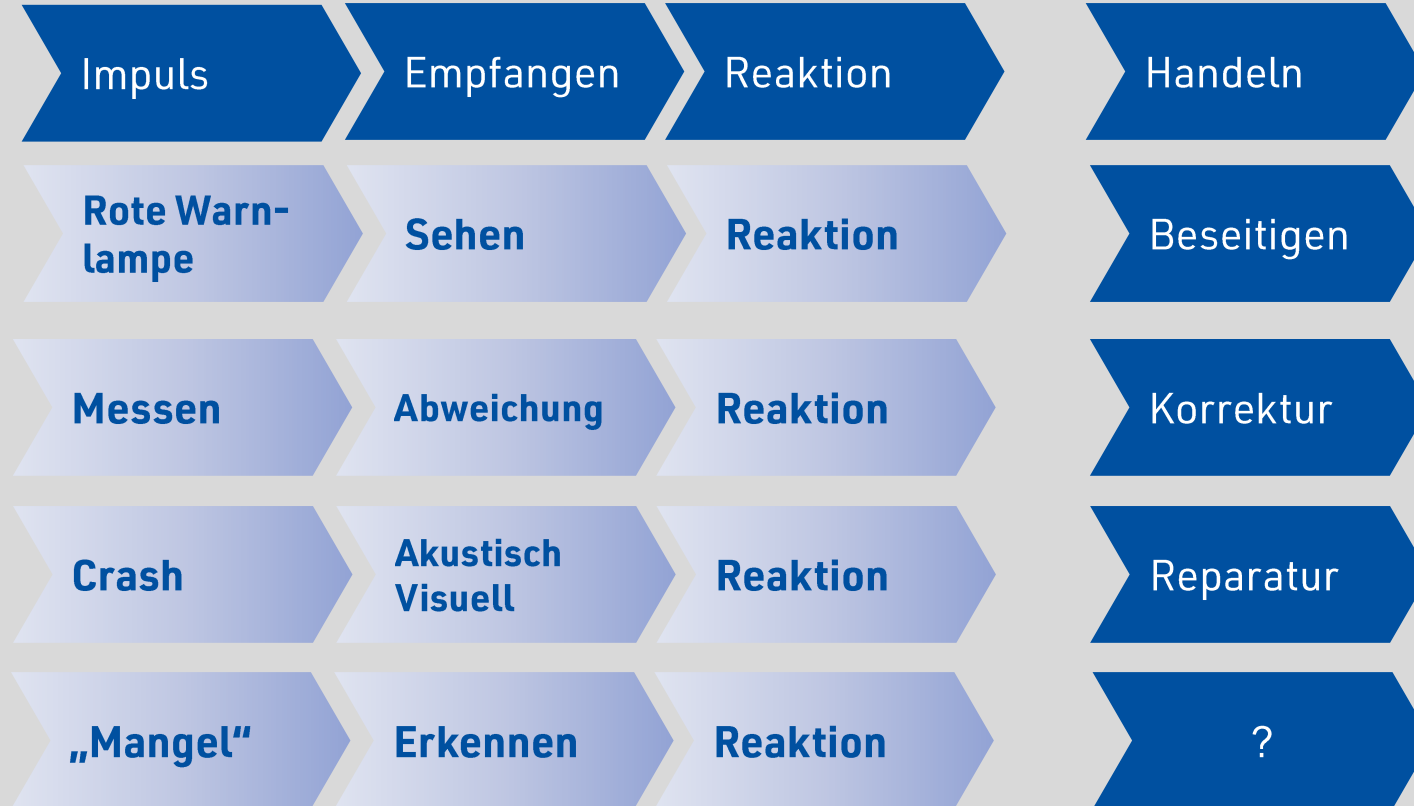 Impuls
Empfangen
Reaktion
Handeln
Rote Warn-
lampe
Sehen
Reaktion
Beseitigen
Messen
Abweichung
Reaktion
Korrektur
Crash
Akustisch
Visuell
Reaktion
Reparatur
„Mangel“
Erkennen
Reaktion
?